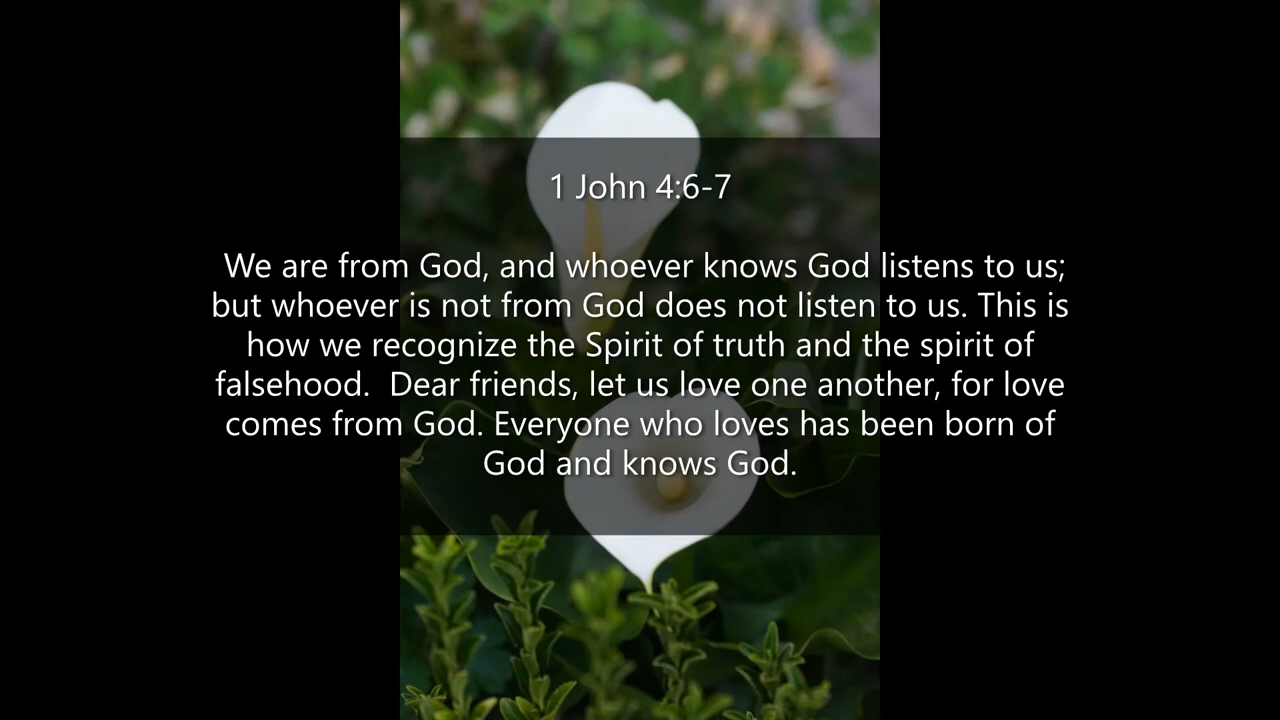 1 John 4:6-7
We are from God, and whoever knows God listens to us;
but whoever is not from God does not listen to us. This is
how we recognize the Spirit of truth and the spirit of
falsehood.  Dear friends, let us love one another, for love
comes from God. Everyone who loves has been born of
God and knows God.